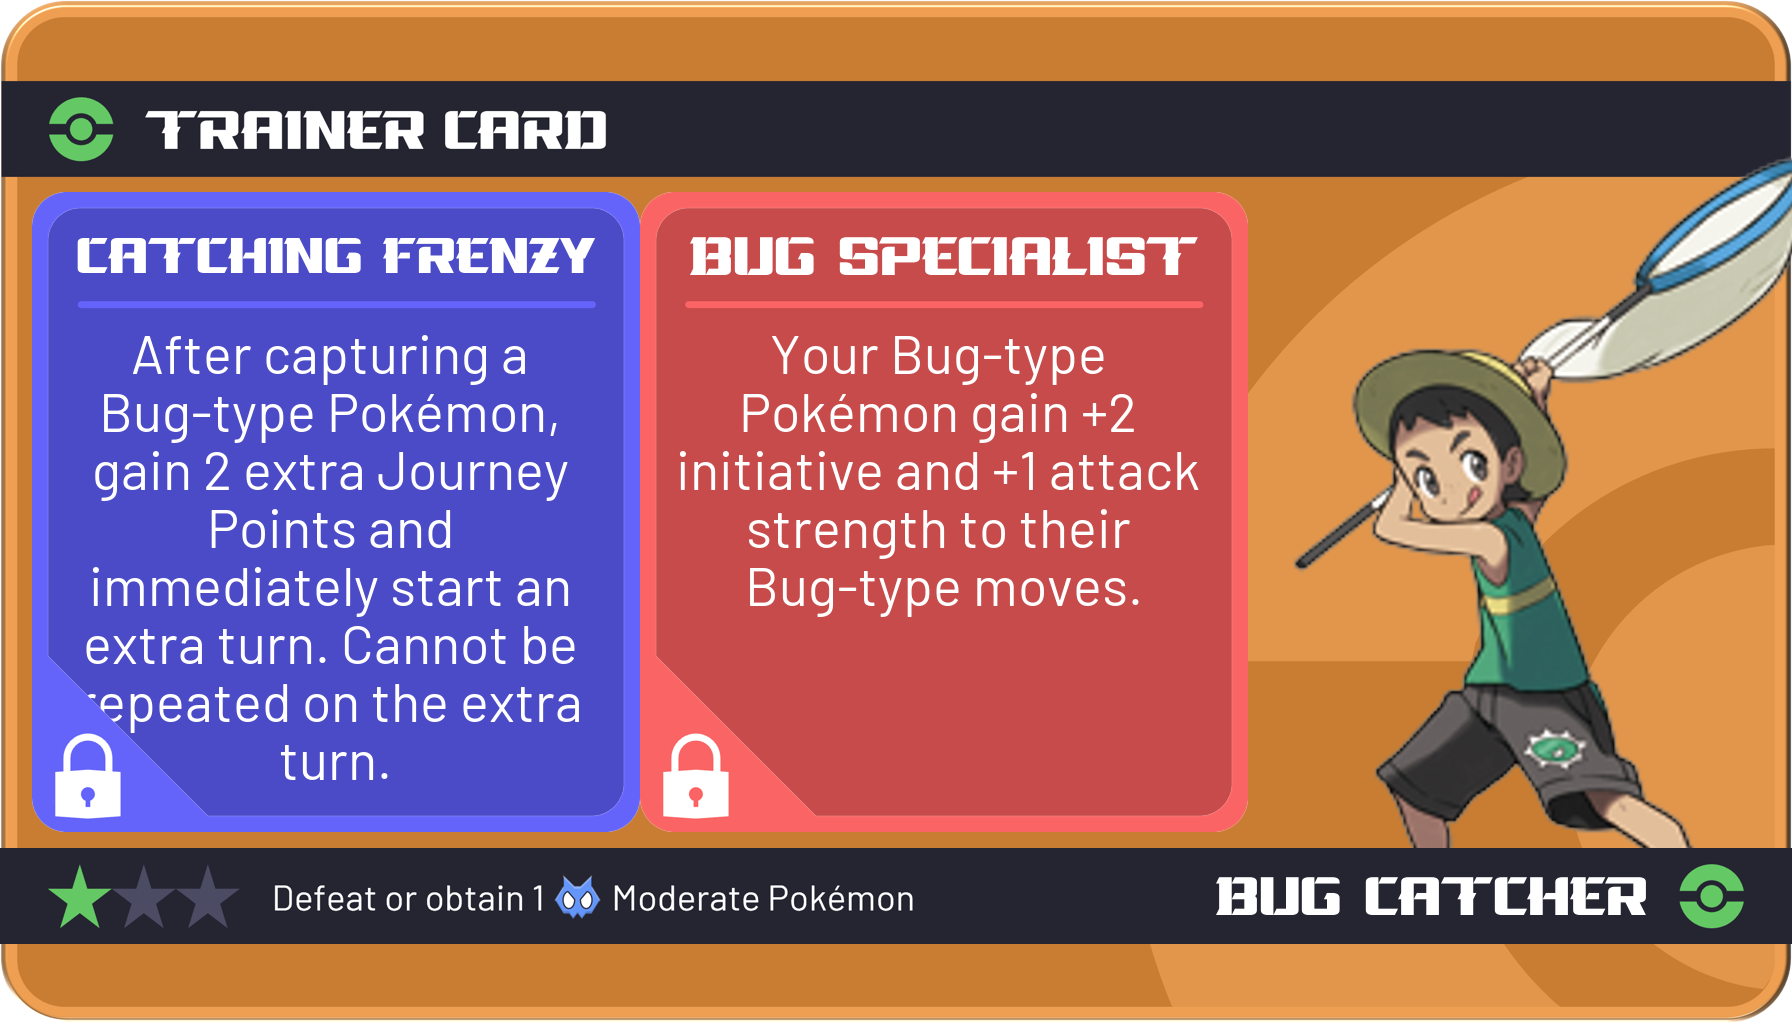 TRAINER CARD
CATCHING FRENZY
After capturing a
Bug-type Pokémon,
gain 2 extra Journey
Points and
immediately start an
extra turn. Cannot be
repeated on the extra
turn.
BUG SPECIALIST
Your Bug-type
Pokémon gain +2
initiative and +1 attack
strength to their
Bug-type moves.
Defeat or obtain 1 Moderate Pokémon
BUG CATCHER